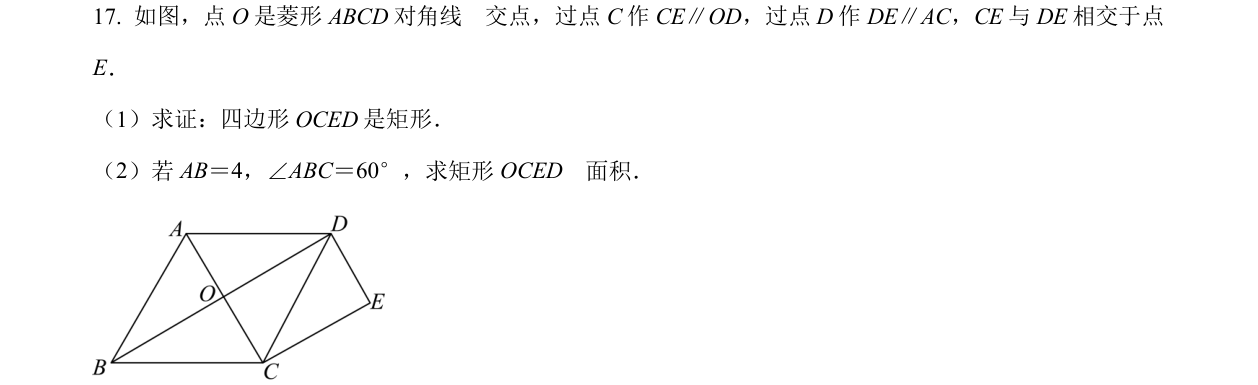 17. 如图，点 O 是菱形 ABCD 对角线 交点，过点 C 作 CE∥OD，过点 D 作 DE∥AC，CE 与 DE 相交于点
E．
（1）求证：四边形 OCED 是矩形．
（2）若 AB＝4，∠ABC＝60°，求矩形 OCED 面积．
A
D
O
E
B
C